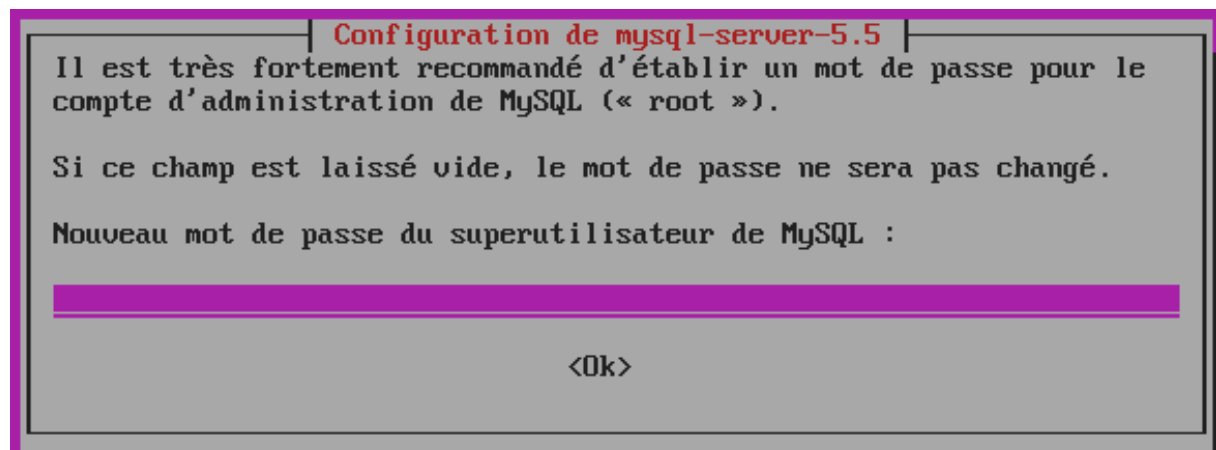 Configuration de mysql-server-5.5
Il est très fortement recommandé d'établir un mot de passe pour le
compte d'administration de MySQL (« root »).
Si ce champ est laissé vide, le mot de passe ne sera pas changé.
Nouveau mot de passe du superutilisateur de MySQL :
<Ok>